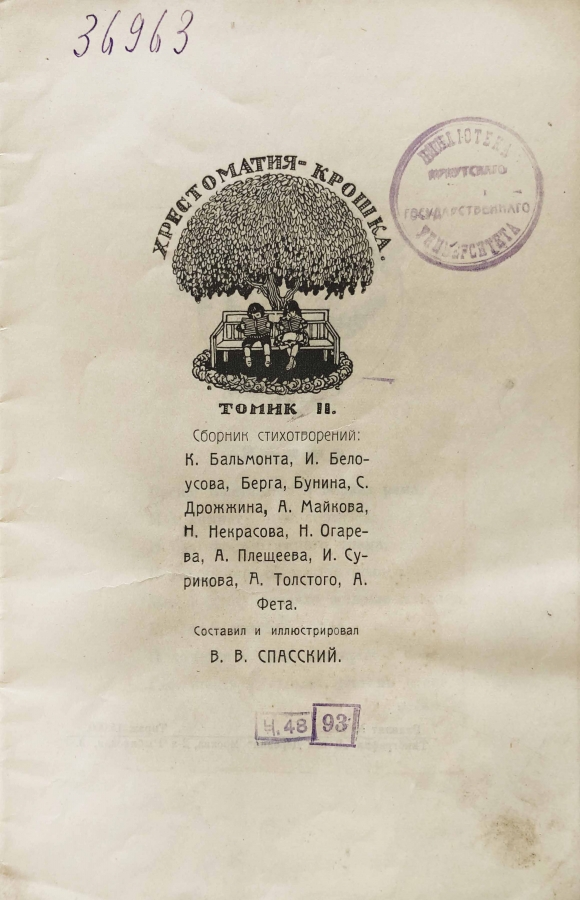 36963
БИБЛІОТЕКА
ИРКУТСКАГО
ГОСУДАРСТВЕННАГО
УНИВЕРСИТЕТА
ХРЕСТОМАТИЯ-КРОШКА.
ТОМИК II.
Сборник стихотворений:
К. Бальмонта, И. Бело-
усова, Берга, Бунина, С.
Дрожжина, А. Майкова,
Н. Некрасова, Н. Огаре-
ва, А. Плещеева, И. Су-
рикова, А. Толстого, А.
Фета.
Составил и иллюстрировал
В. В. СПАССКИЙ.
Ч. 48 93